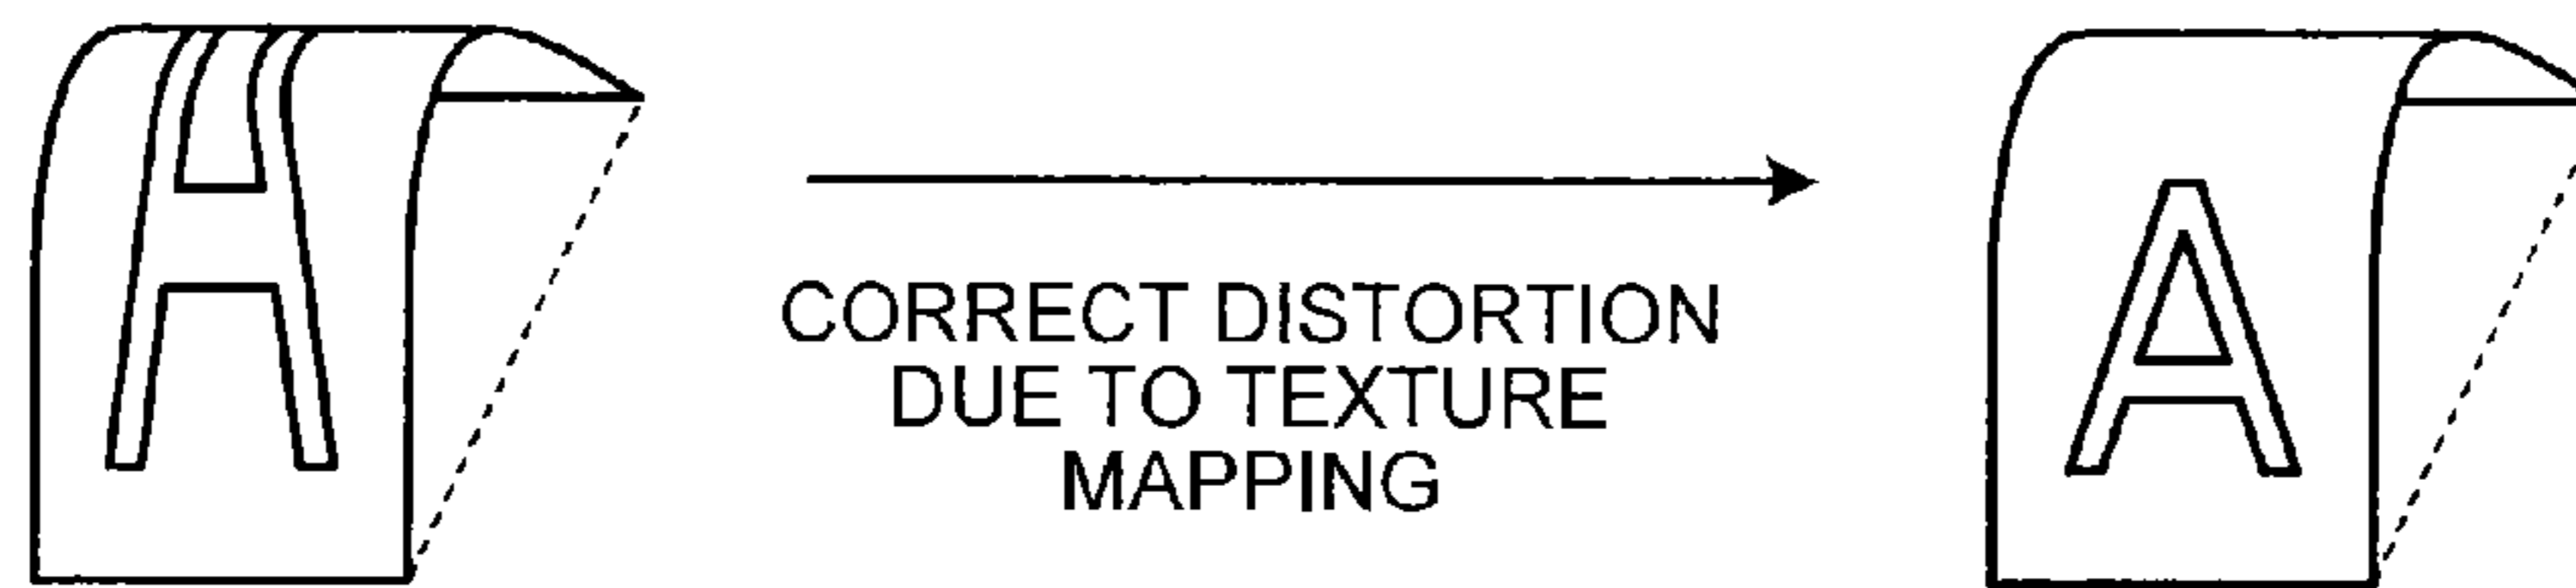 A
CORRECT DISTORTION
DUE TO TEXTURE
MAPPING
A